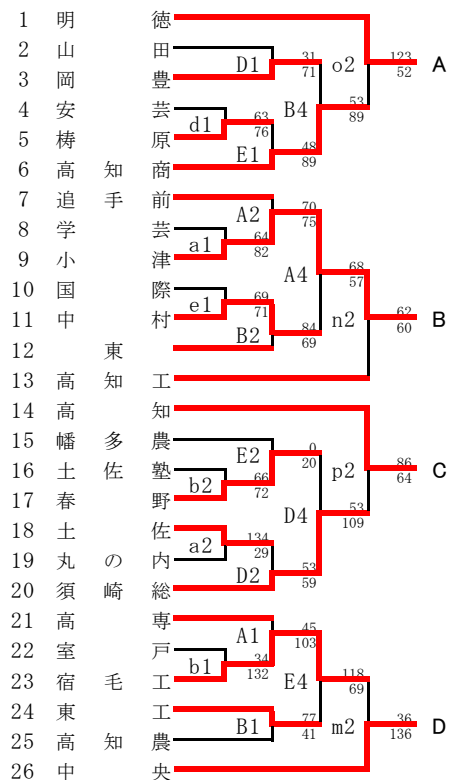 1 明徳
2 山田
3 岡豊
4 安芸
5 梼原
6 高知商
7 追手前
8 学芸
9 小津
10 国際
11 中村
12 東
13 高知工
14 高知
15 幡多農
16 土佐塾
17 春野
18 土佐
19 丸の内
20 須崎総
21 高専
22 室戸
23 宿毛工
24 東工
25 高知農
26 中央
D1 31 71
o2 123 52 A
B4 53 89
d1 63 76
E1 48 89
A2 70 75
a1 64 82
A4 68 57
e1 69 71
n2 62 60 B
B2 84 69
E2 0 20
p2 86 64 C
b2 66 72
D4 53 109
a2 134 29
D2 53 59
A1 45 103
b1 34 132
E4 118 69
B1 77 41
m2 36 136 D